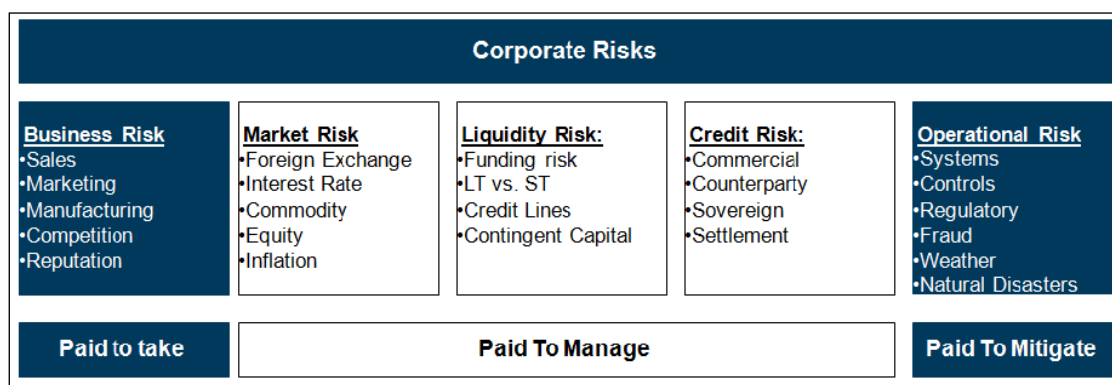 Corporate Risks
Business Risk
•Sales
•Marketing
•Manufacturing
•Competition
•Reputation
Market Risk
•Foreign Exchange
•Interest Rate
•Commodity
•Equity
•Inflation
Liquidity Risk:
•Funding risk
•LT vs. ST
•Credit Lines
•Contingent Capital
Credit Risk:
•Commercial
•Counterparty
•Sovereign
•Settlement
Operational Risk
•Systems
•Controls
•Regulatory
•Fraud
•Weather
•Natural Disasters
Paid to take
Paid To Manage
Paid To Mitigate